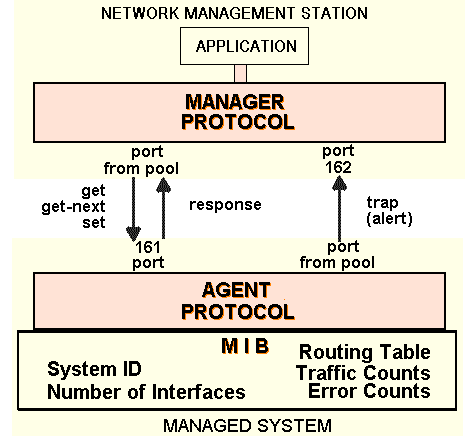 NETWORK MANAGEMENT STATION
APPLICATION
MANAGER
PROTOCOL
port
from pool
port
162
get
get-next
set
response
trap
(alert)
161
port
port
from pool
AGENT
PROTOCOL
M I B
System ID
Number of Interfaces
Routing Table
Traffic Counts
Error Counts
MANAGED SYSTEM